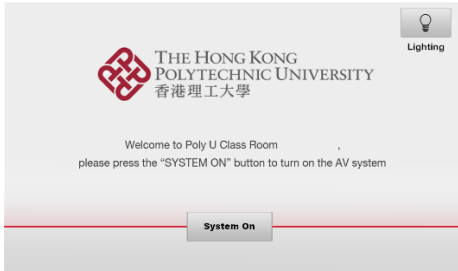 Lighting
THE HONG KONG
POLYTECHNIC UNIVERSITY
香港理工大學
Welcome to Poly U Class Room ,
please press the “SYSTEM ON” button to turn on the AV system
System On